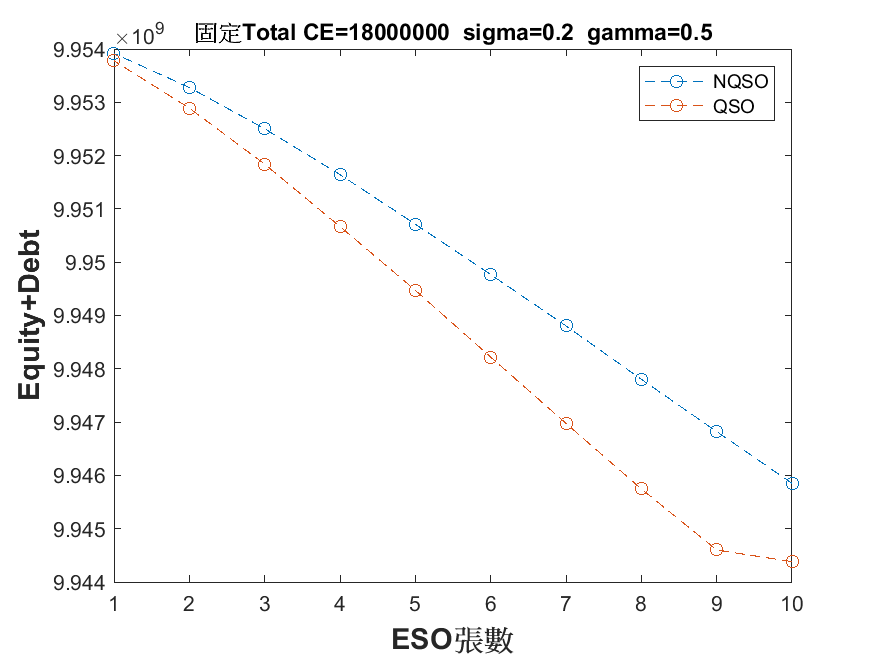 固定Total CE=18000000 sigma=0.2 gamma=0.5
×10⁹
9.954
9.953
9.952
9.951
9.95
9.949
9.948
9.947
9.946
9.945
9.944
Equity+Debt
NQSO
QSO
1 2 3 4 5 6 7 8 9 10
ESO張數